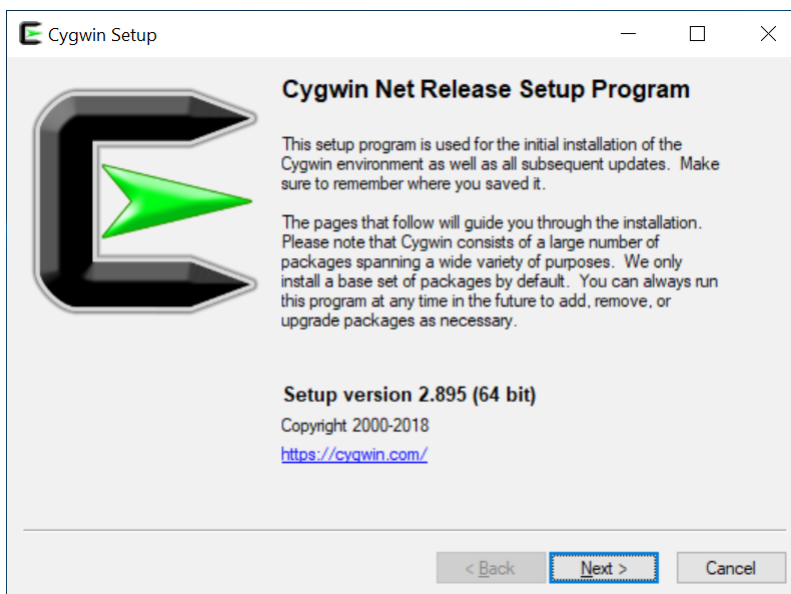 Cygwin Setup
Cygwin Net Release Setup Program
This setup program is used for the initial installation of the
Cygwin environment as well as all subsequent updates.  Make
sure to remember where you saved it.
The pages that follow will guide you through the installation.
Please note that Cygwin consists of a large number of
packages spanning a wide variety of purposes.  We only
install a base set of packages by default.  You can always run
this program at any time in the future to add, remove, or
upgrade packages as necessary.
Setup version 2.895 (64 bit)
Copyright 2000-2018
https://cygwin.com/
< Back Next > Cancel